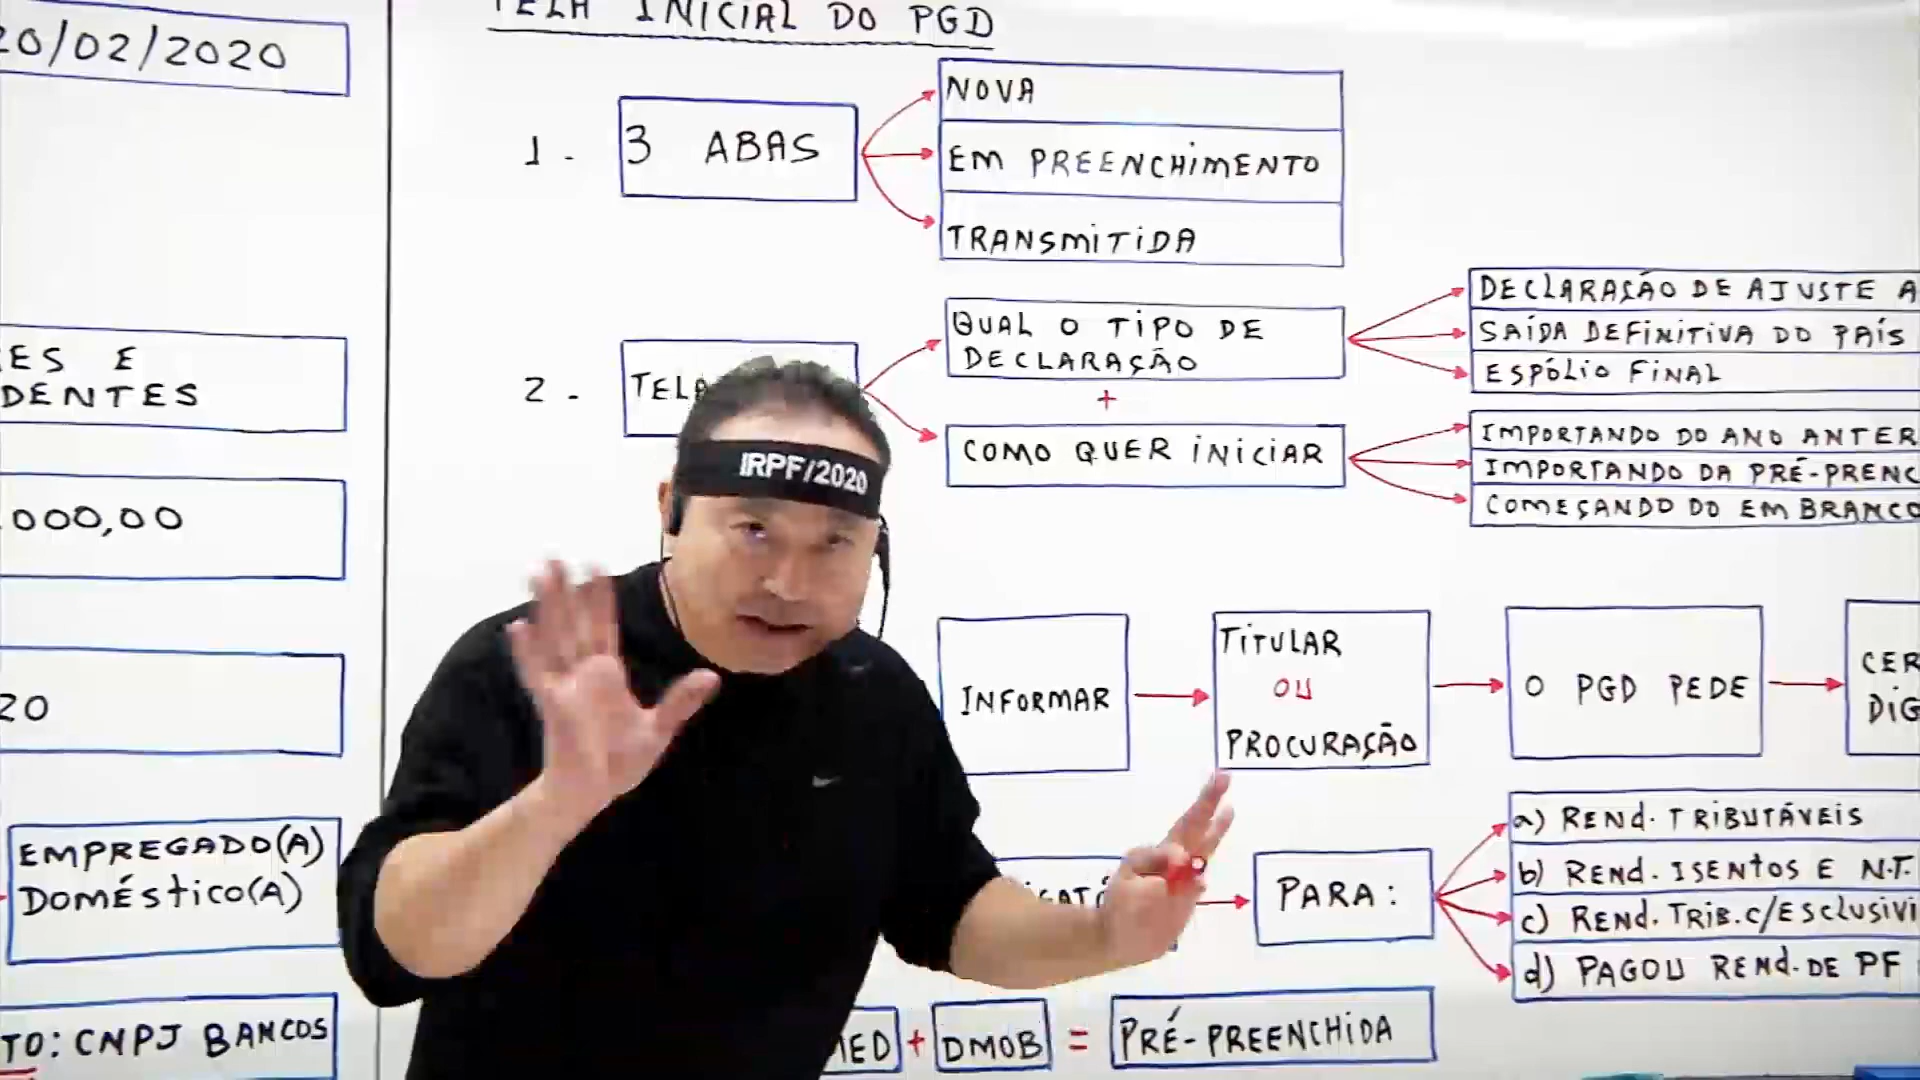 20/02/2020
ES E
DENTES
000,00
20
EMPREGADO(A)
DOMÉSTICO(A)
TO: CNPJ BANCOS
TELA INICIAL DO PGD
1 -
3 ABAS
NOVA
EM PREENCHIMENTO
TRANSMITIDA
2 -
TELA
QUAL O TIPO DE
DECLARAÇÃO
+
COMO QUER INICIAR
DECLARAÇÃO DE AJUSTE A
SAÍDA DEFINITIVA DO PAÍS
ESPÓLIO FINAL
IMPORTANDO DO ANO ANTER
IMPORTANDO DA PRÉ-PRENC
COMEÇANDO DO EM BRANCO
IRPF/2020
INFORMAR
TITULAR
OU
PROCURAÇÃO
O PGD PEDE
CER
DIG
PARA:
a) REND. TRIBUTÁVEIS
b) REND. ISENTOS E N.T.
c) REND. TRIB. C/ESCLUSIVI
d) PAGOU REND. DE PF
MED + DMOB = PRÉ-PREENCHIDA